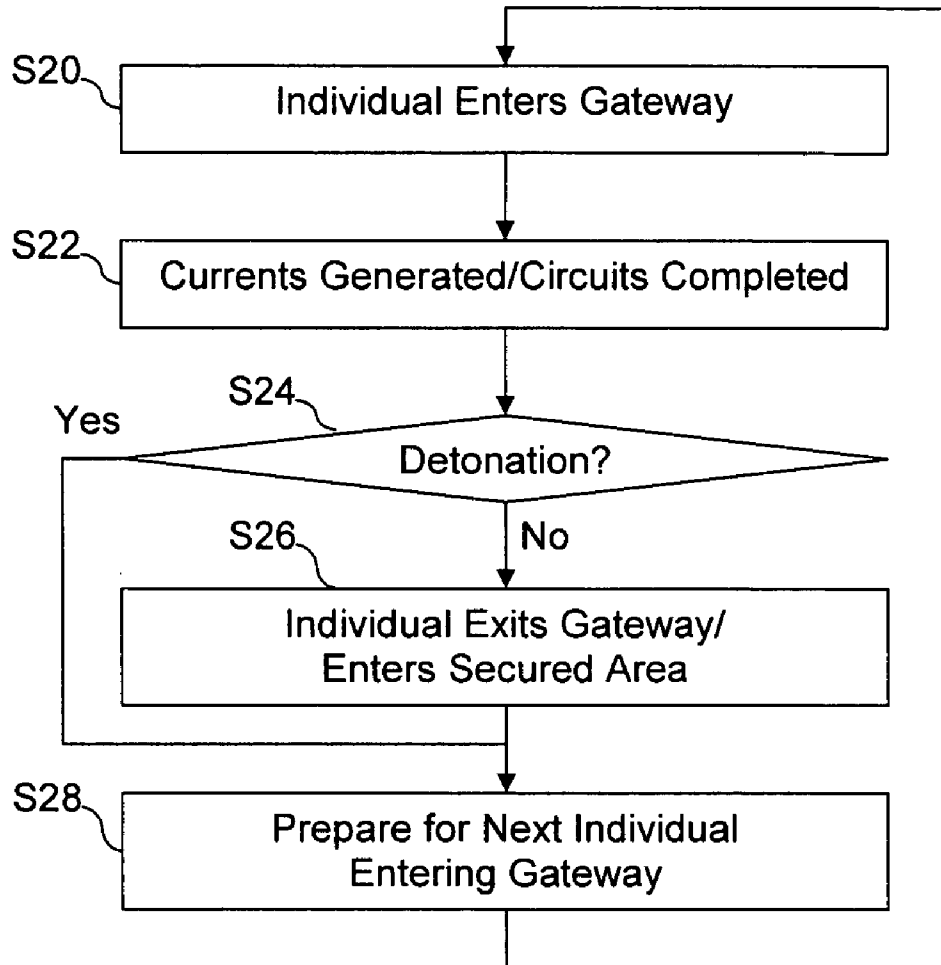 S20
Individual Enters Gateway
S22
Currents Generated/Circuits Completed
S24
Yes
Detonation?
No
S26
Individual Exits Gateway/
Enters Secured Area
S28
Prepare for Next Individual
Entering Gateway